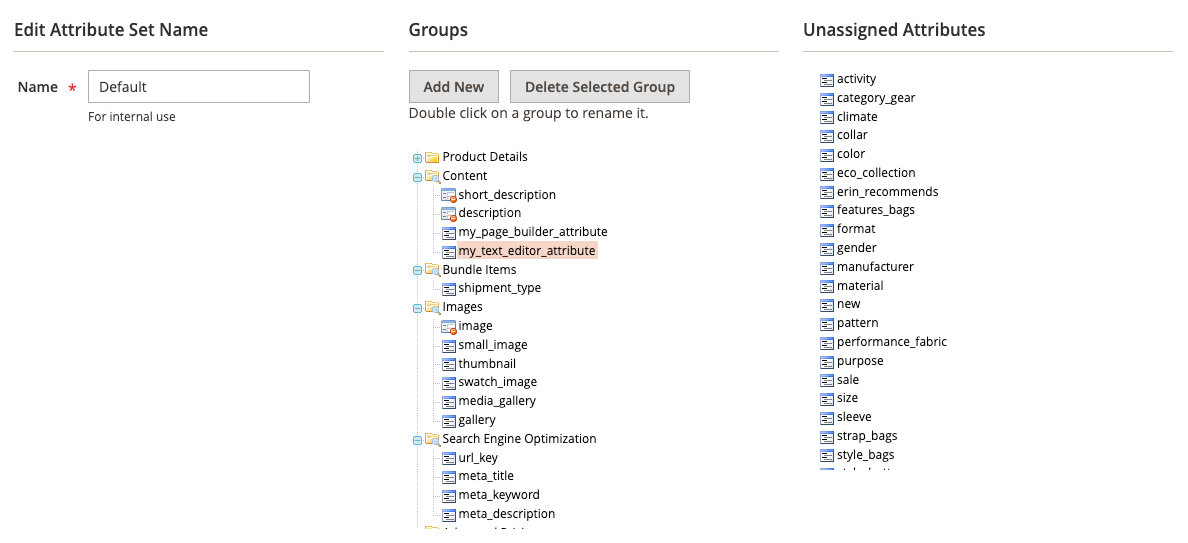 Edit Attribute Set Name
Name *
Default
For internal use
Groups
Add New
Delete Selected Group
Double click on a group to rename it.
Product Details
Content
short_description
description
my_page_builder_attribute
my_text_editor_attribute
Bundle Items
shipment_type
Images
image
small_image
thumbnail
swatch_image
media_gallery
gallery
Search Engine Optimization
url_key
meta_title
meta_keyword
meta_description
Unassigned Attributes
activity
category_gear
climate
collar
color
eco_collection
erin_recommends
features_bags
format
gender
manufacturer
material
new
pattern
performance_fabric
purpose
sale
size
sleeve
strap_bags
style_bags